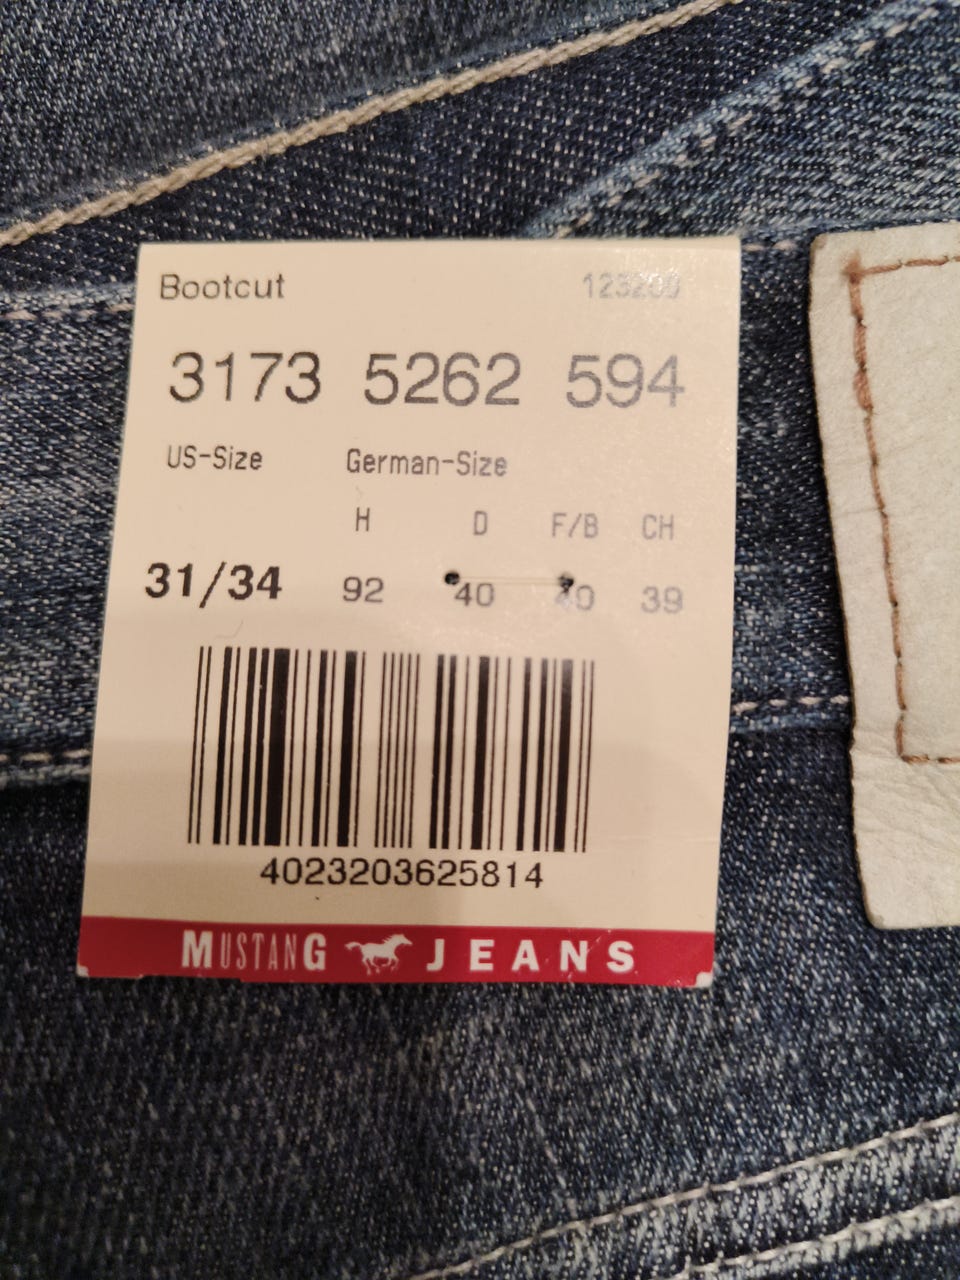 Bootcut 123200
3173 5262 594
US-Size German-Size
H D F/B CH
31/34 92 40 40 39
4023203625814
MUSTANG JEANS